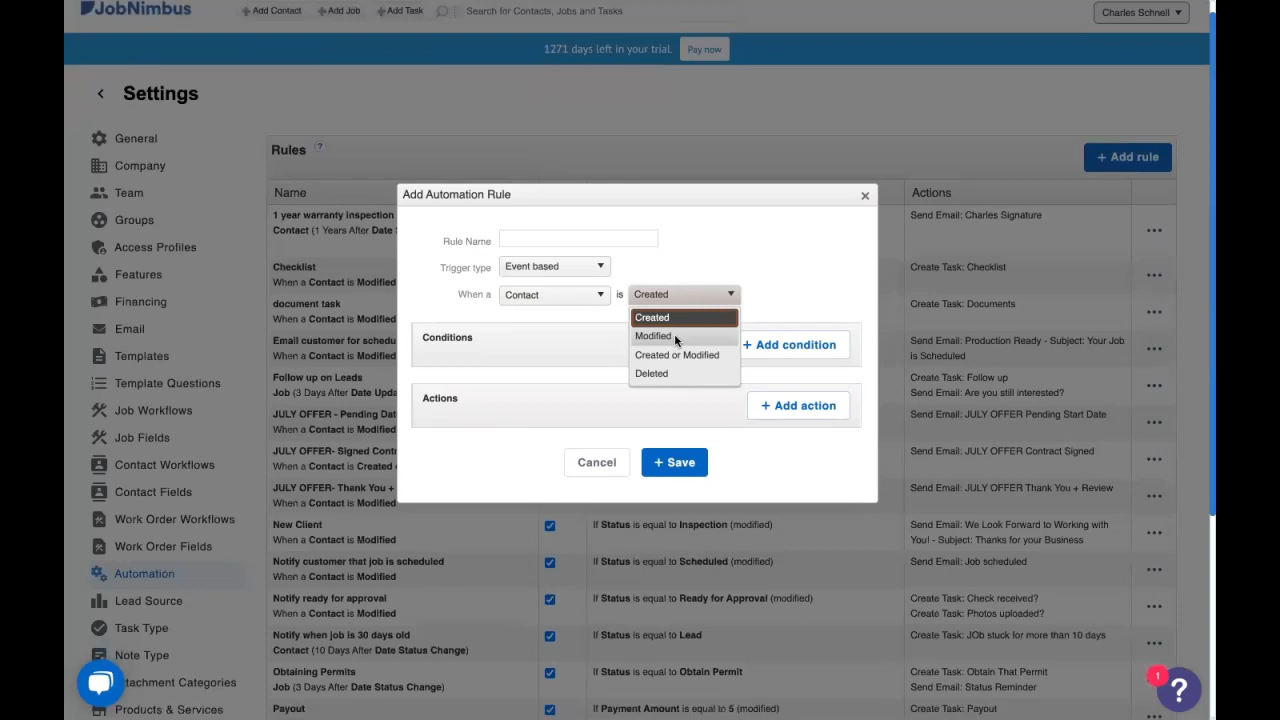 JobNimbus
+ Add Contact
+ Add Job
+ Add Task
Search for Contacts, Jobs and Tasks
Charles Schnell
1271 days left in your trial.
Pay now
Settings
General
Company
Team
Groups
Access Profiles
Features
Financing
Email
Templates
Template Questions
Job Workflows
Job Fields
Contact Workflows
Contact Fields
Work Order Workflows
Work Order Fields
Automation
Lead Source
Task Type
Note Type
ttachment Categories
Products & Services
Rules ?
+ Add rule
Name
Actions
1 year warranty inspection
Contact (1 Years After Date
Send Email: Charles Signature
Checklist
When a Contact is Modified
Create Task: Checklist
document task
When a Contact is Modified
Create Task: Documents
Email customer for schedu
When a Contact is Modified
Send Email: Production Ready - Subject: Your Job
is Scheduled
Follow up on Leads
Job (3 Days After Date Upda
Create Task: Follow up
Send Email: Are you still interested?
JULY OFFER - Pending Dat
When a Contact is Modified
Send Email: JULY OFFER Pending Start Date
JULY OFFER- Signed Contr
When a Contact is Created
Send Email: JULY OFFER Contract Signed
JULY OFFER- Thank You +
When a Contact is Modified
Send Email: JULY OFFER Thank You + Review
New Client
When a Contact is Modified
If Status is equal to Inspection (modified)
Send Email: We Look Forward to Working with
You! - Subject: Thanks for your Business
Notify customer that job is scheduled
When a Contact is Modified
If Status is equal to Scheduled (modified)
Send Email: Job scheduled
Notify ready for approval
When a Contact is Modified
If Status is equal to Ready for Approval (modified)
Create Task: Check received?
Create Task: Photos uploaded?
Notify when job is 30 days old
Contact (10 Days After Date Status Change)
If Status is equal to Lead
Create Task: JOb stuck for more than 10 days
Obtaining Permits
Job (3 Days After Date Status Change)
If Status is equal to Obtain Permit
Create Task: Obtain That Permit
Send Email: Status Reminder
Payout
If Payment Amount is equal to 5 (modified)
Create Task: Payout
Add Automation Rule
×
Rule Name
Trigger type
Event based
When a
Contact
is
Created
Created
Modified
Created or Modified
Deleted
Conditions
+ Add condition
Actions
+ Add action
Cancel
+ Save
1
?